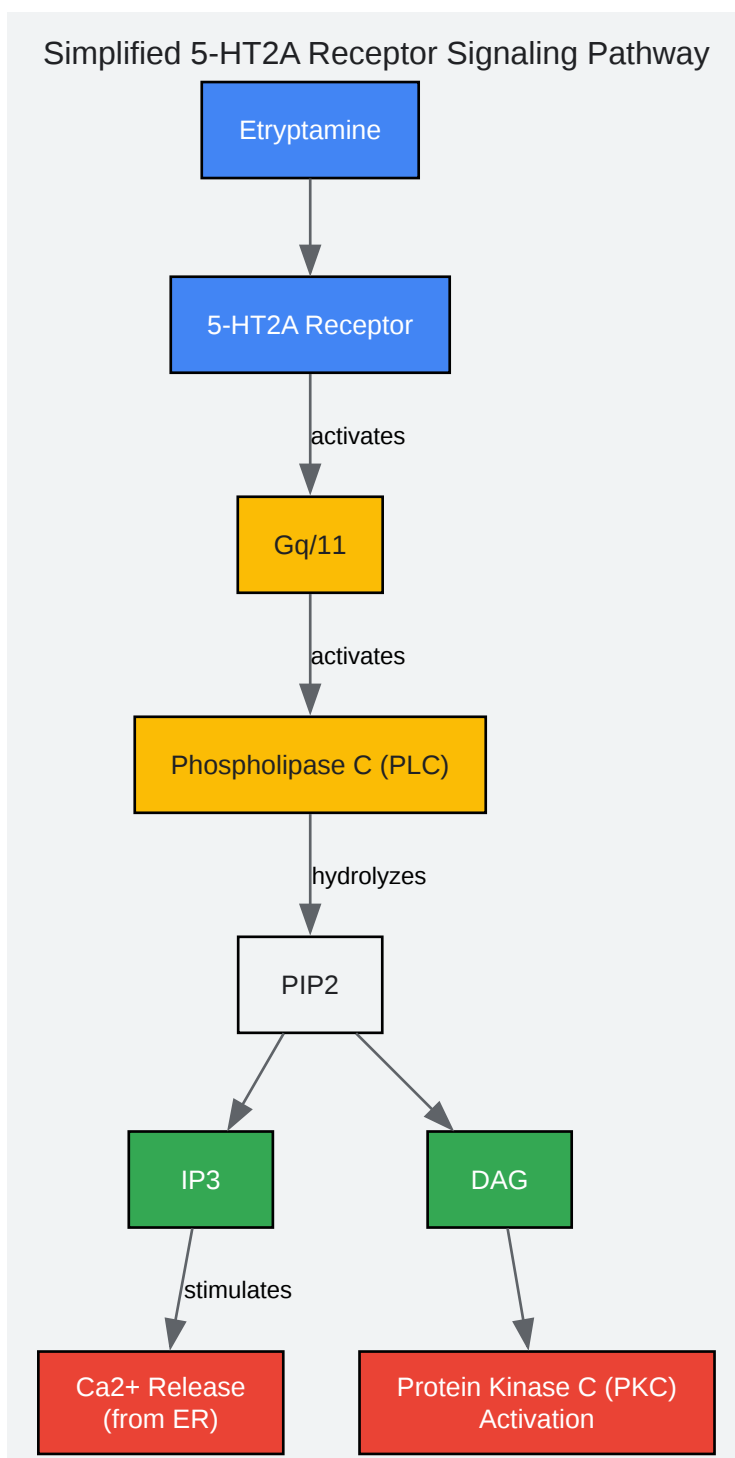 Simplified 5-HT2A Receptor Signaling Pathway
Etryptamine
5-HT2A Receptor
activates
Gq/11
activates
Phospholipase C (PLC)
hydrolyzes
PIP2
IP3
DAG
stimulates
Ca2+ Release
(from ER)
Protein Kinase C (PKC)
Activation